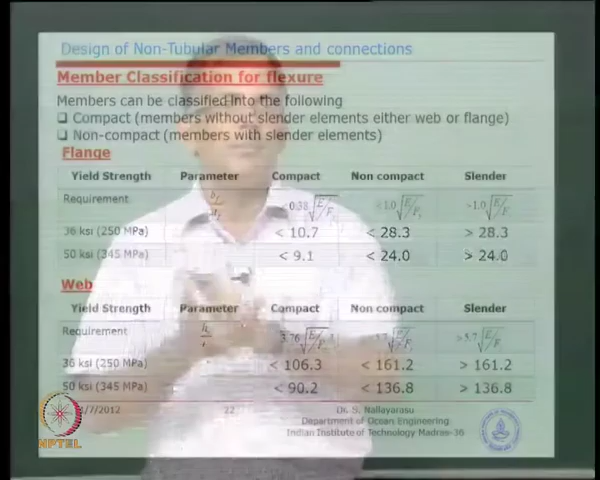 Design of Non-Tubular Members and connections
Member Classification for flexure
Members can be classified into the following
❑ Compact (members without slender elements either web or flange)
❑ Non-compact (members with slender elements)
Flange
Yield Strength Parameter Compact Non compact Slender
Requirement
36 ksi (250 MPa) < 10.7 < 28.3 > 28.3
50 ksi (345 MPa) < 9.1 < 24.0 > 24.0
Web
Yield Strength Parameter Compact Non compact Slender
Requirement
36 ksi (250 MPa) < 106.3 < 161.2 > 161.2
50 ksi (345 MPa) < 90.2 < 136.8 > 136.8
/7/2012 22 Dr. S. Nallayarasu
Department of Ocean Engineering
Indian Institute of Technology Madras-36
NPTEL